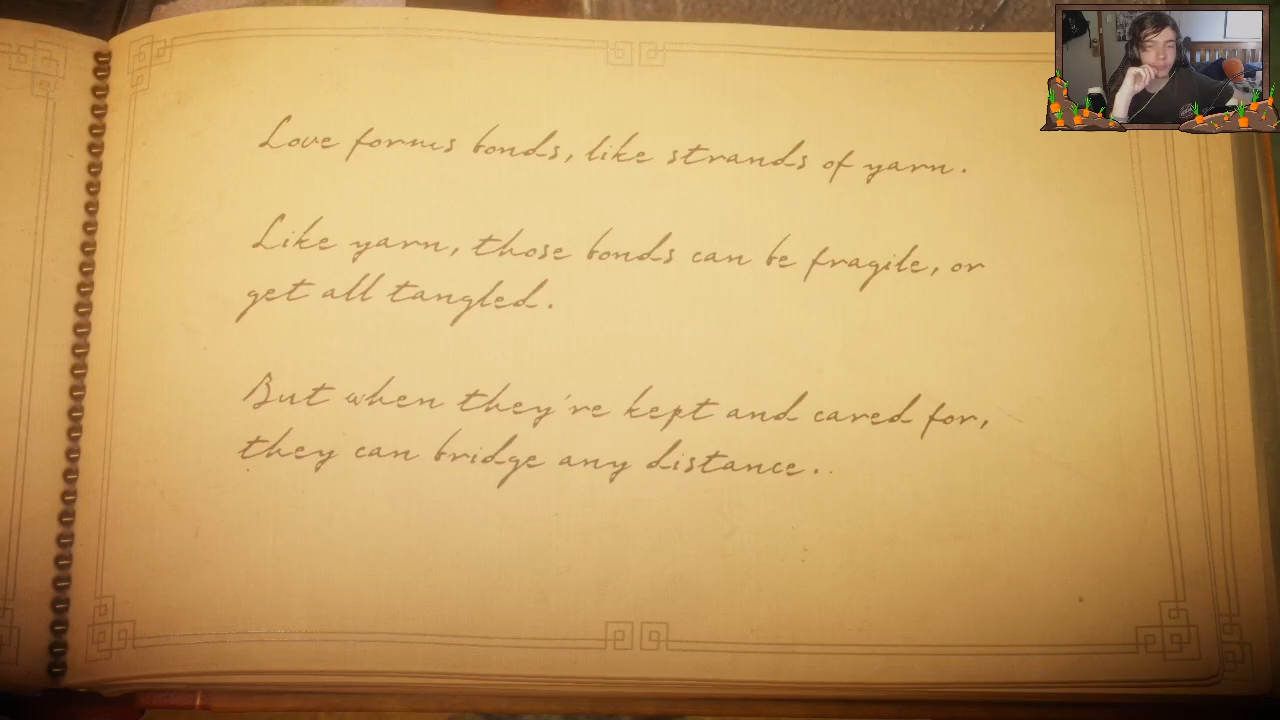 Love forms bonds, like strands of yarn.
Like yarn, those bonds can be fragile, or
get all tangled.
But when they're kept and cared for,
they can bridge any distance..